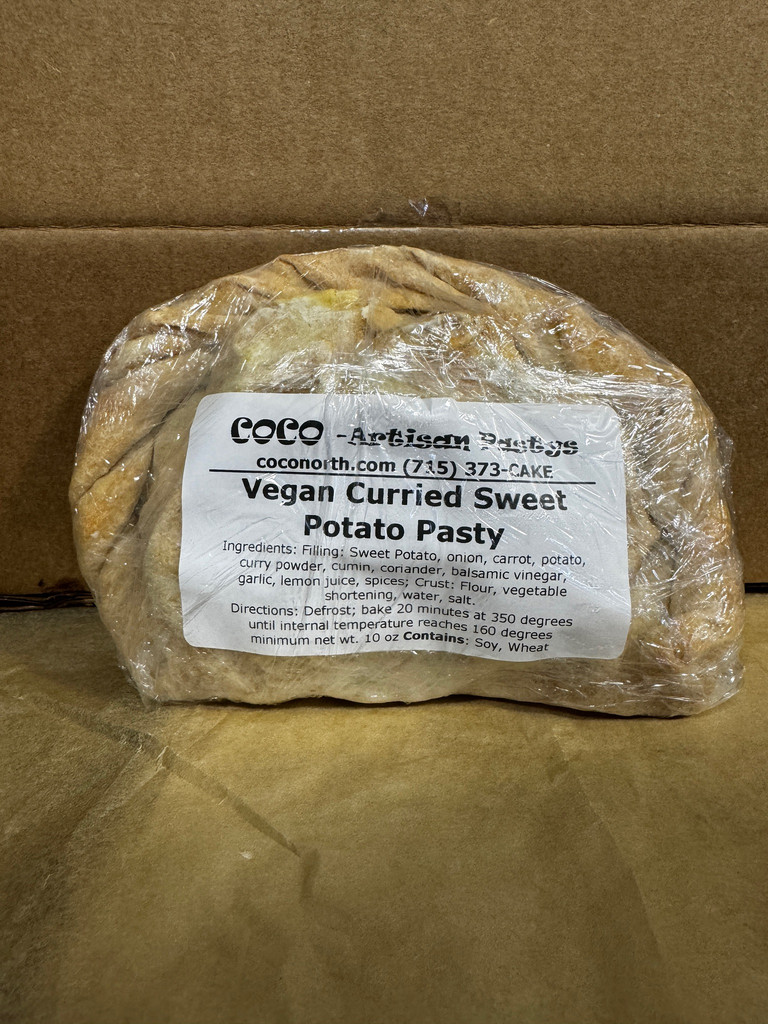 COCO -Artisan Pastys
coconorth.com (715) 373-CAKE
Vegan Curried Sweet
Potato Pasty
Ingredients: Filling: Sweet Potato, onion, carrot, potato,
curry powder, cumin, coriander, balsamic vinegar,
garlic, lemon juice, spices; Crust: Flour, vegetable
shortening, water, salt.
Directions: Defrost; bake 20 minutes at 350 degrees
until internal temperature reaches 160 degrees
minimum net wt. 10 oz Contains: Soy, Wheat